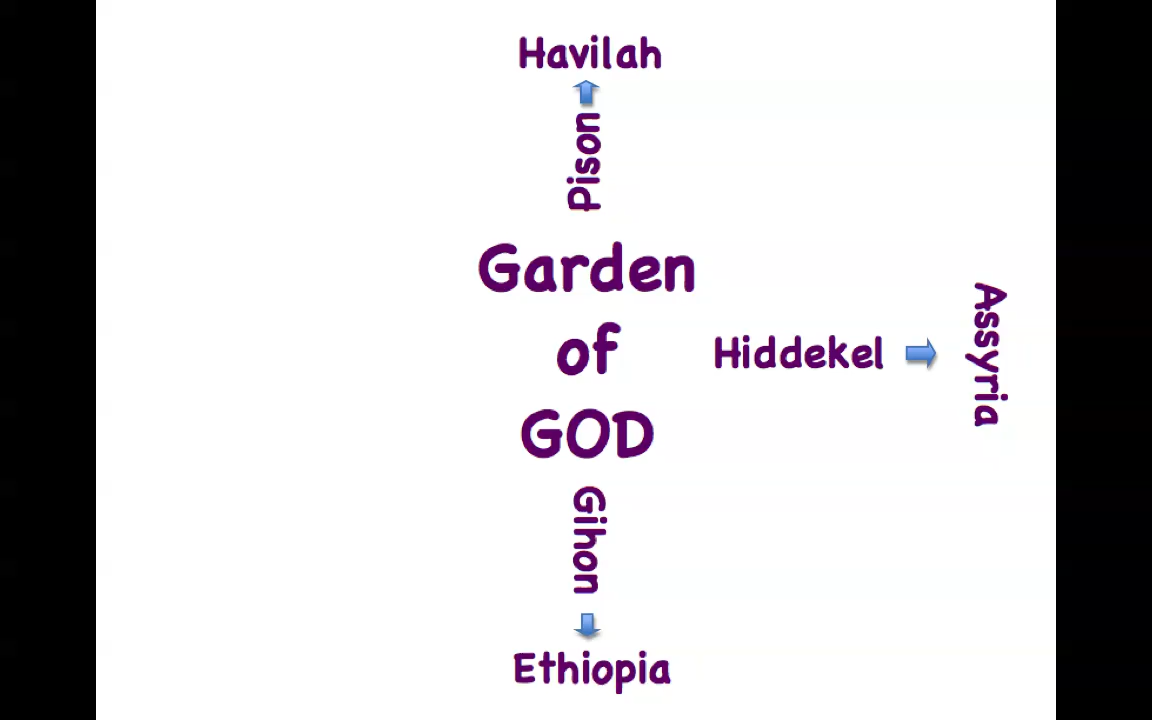 Havilah
Pison
Garden
of
GOD
Hiddekel
Assyria
Gihon
Ethiopia